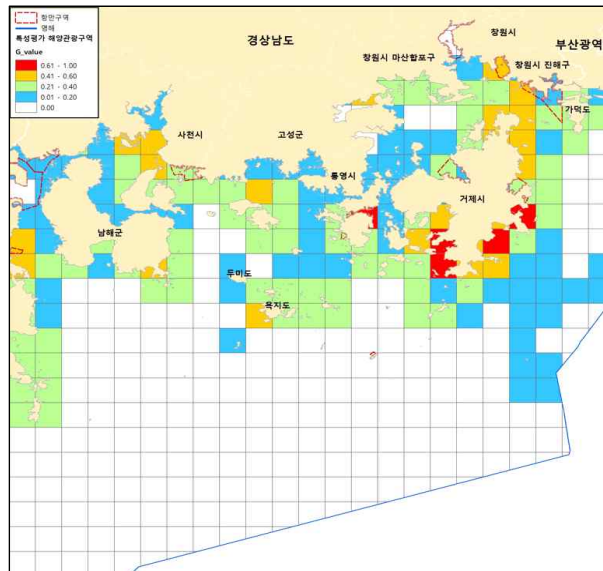 항만구역
영해
특성평가 해양관광구역
G_value
0.61 - 1.00
0.41 - 0.60
0.21 - 0.40
0.01 - 0.20
0.00
경상남도
창원시
부산광역
창원시 마산합포구
창원시 진해구
가덕도
사천시
고성군
통영시
거제시
남해군
두미도
욕지도